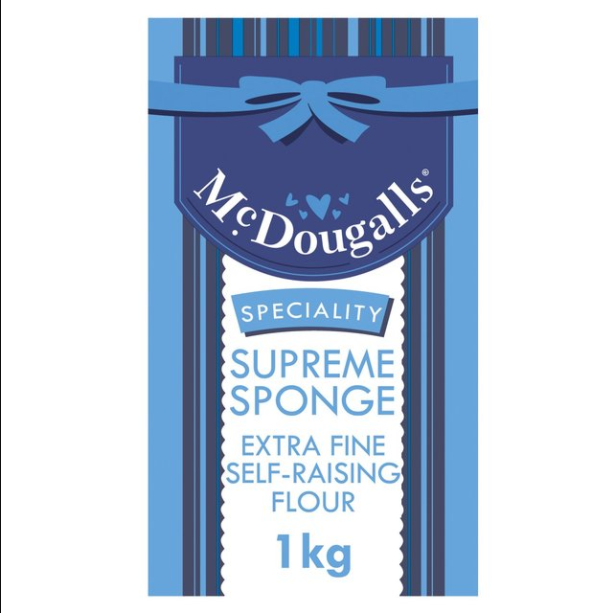 McDougalls®
SPECIALITY
SUPREME
SPONGE
EXTRA FINE
SELF-RAISING
FLOUR
1kg